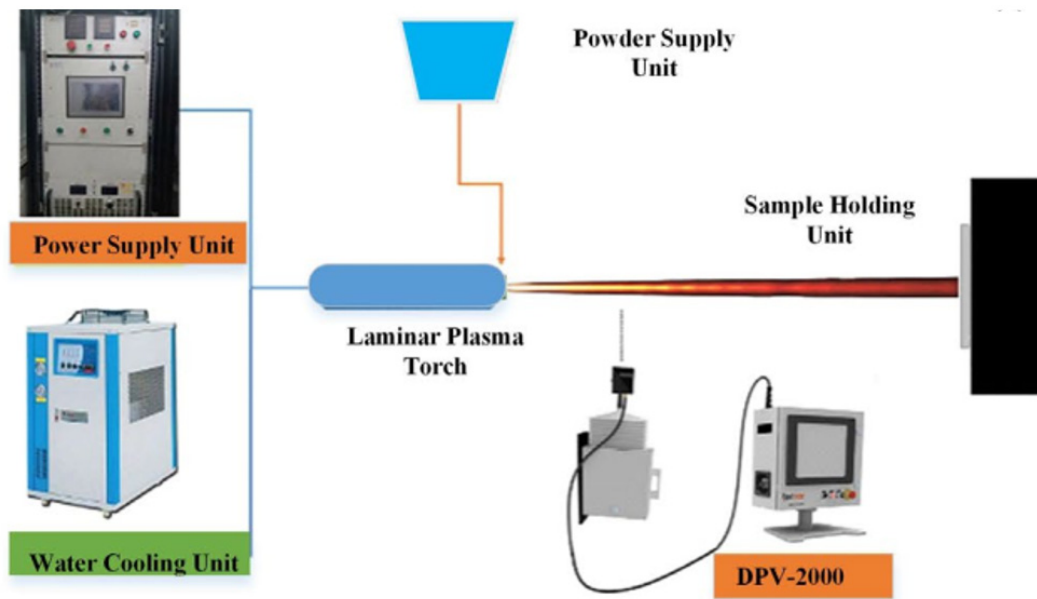 Powder Supply
Unit
Power Supply Unit
Sample Holding
Unit
Laminar Plasma
Torch
Water Cooling Unit
DPV-2000